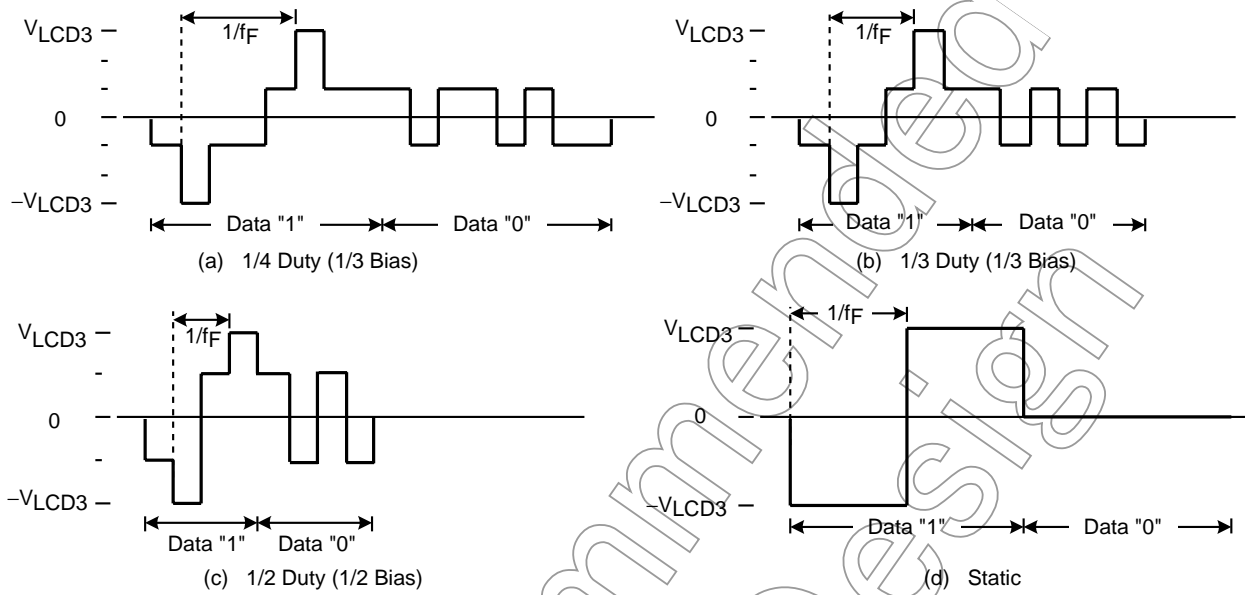 VLCD3
1/fF
0
−VLCD3
Data "1"
Data "0"
(a) 1/4 Duty (1/3 Bias)
VLCD3
1/fF
0
−VLCD3
Data "1"
Data "0"
(b) 1/3 Duty (1/3 Bias)
VLCD3
1/fF
0
−VLCD3
Data "1"
Data "0"
(c) 1/2 Duty (1/2 Bias)
VLCD3
1/fF
0
−VLCD3
Data "1"
Data "0"
(d) Static
mmended
esign